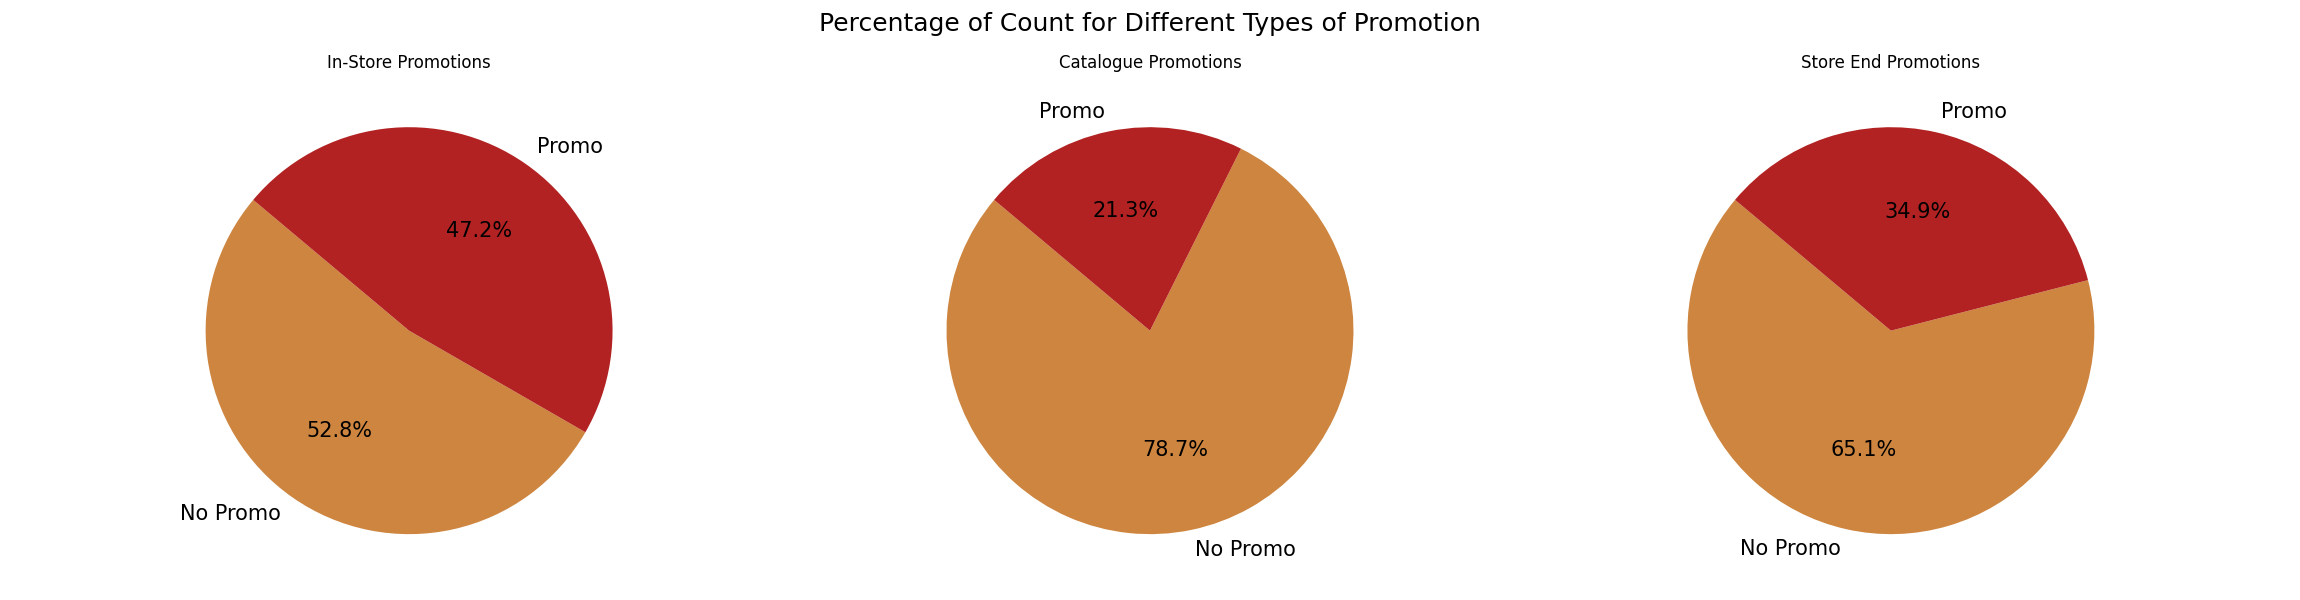 Percentage of Count for Different Types of Promotion
In-Store Promotions
Promo
47.2%
52.8%
No Promo
Catalogue Promotions
Promo
21.3%
78.7%
No Promo
Store End Promotions
Promo
34.9%
65.1%
No Promo